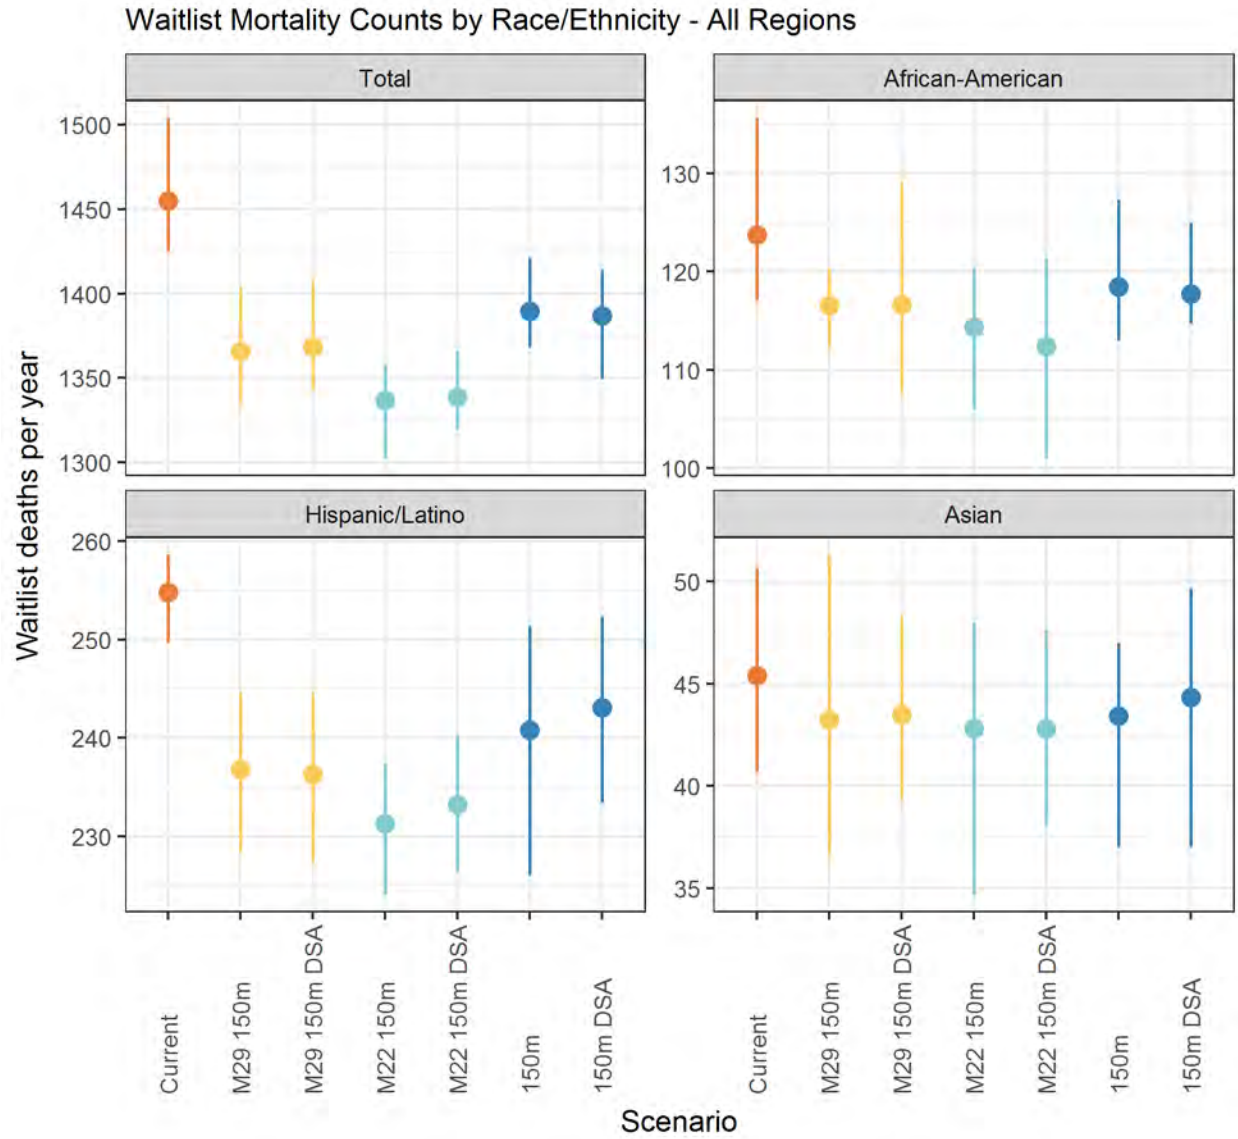 Waitlist Mortality Counts by Race/Ethnicity - All Regions
Total
African-American
1500
1450
1400
1350
1300
130
120
110
100
Waitlist deaths per year
Hispanic/Latino
Asian
260
250
240
230
50
45
40
35
Current
M29 150m
M29 150m DSA
M22 150m
M22 150m DSA
150m
150m DSA
Current
M29 150m
M29 150m DSA
M22 150m
M22 150m DSA
150m
150m DSA
Scenario